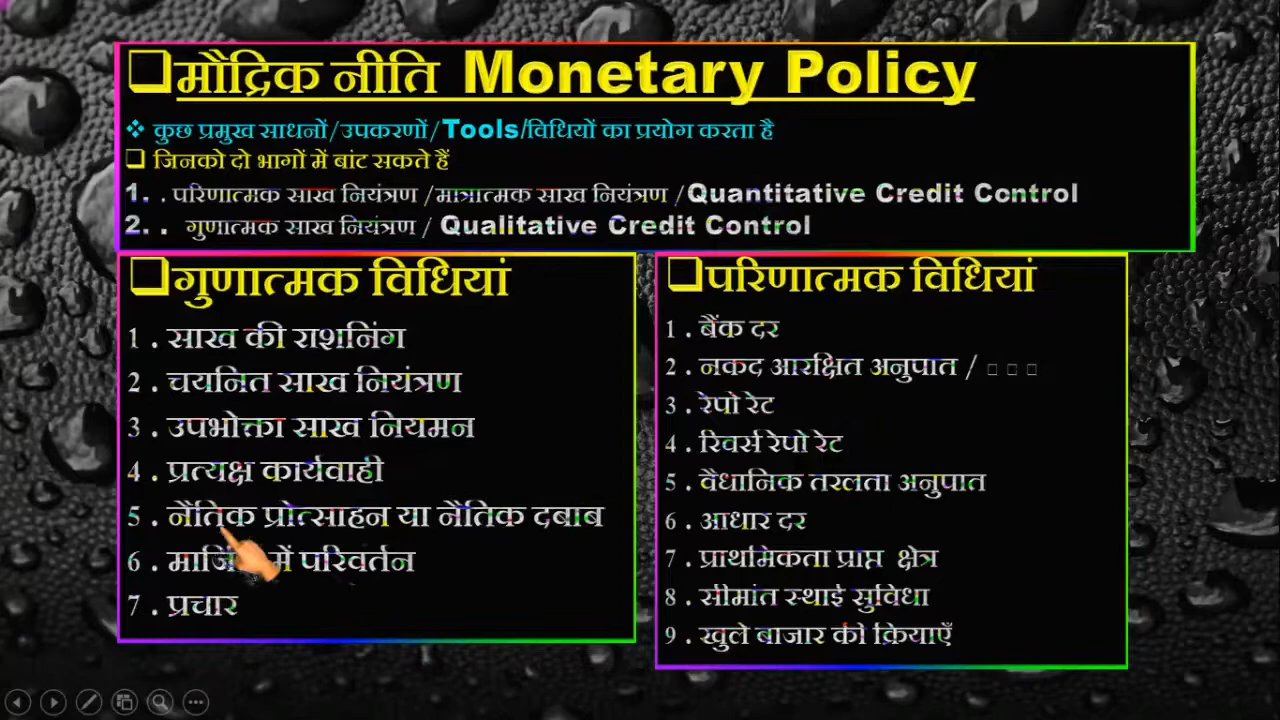 मौद्रिक नीति Monetary Policy
कुछ प्रमुख साधनों/उपकरणों/Tools/विधियों का प्रयोग करता है
जिनको दो भागों में बांट सकते हैं
1. . परिणात्मक साख नियंत्रण /मात्रात्मक साख नियंत्रण /Quantitative Credit Control
2. . गुणात्मक साख नियंत्रण / Qualitative Credit Control
गुणात्मक विधियां
1 . साख की राशनिंग
2 . चयनित साख नियंत्रण
3 . उपभोक्ता साख नियमन
4 . प्रत्यक्ष कार्यवाही
5 . नैतिक प्रोत्साहन या नैतिक दबाब
6 . में परिवर्तन
7 . प्रचार
परिणात्मक विधियां
1 . बैंक दर
2 . नकद आरक्षित अनुपात /
3 . रेपो रेट
4 . रिवर्स रेपो रेट
5 . वैधानिक तरलता अनुपात
6 . आधार दर
7 . प्राथमिकता प्राप्त क्षेत्र
8 . सीमांत स्थाई सुविधा
9 . खुले बाजार की क्रियाएँ